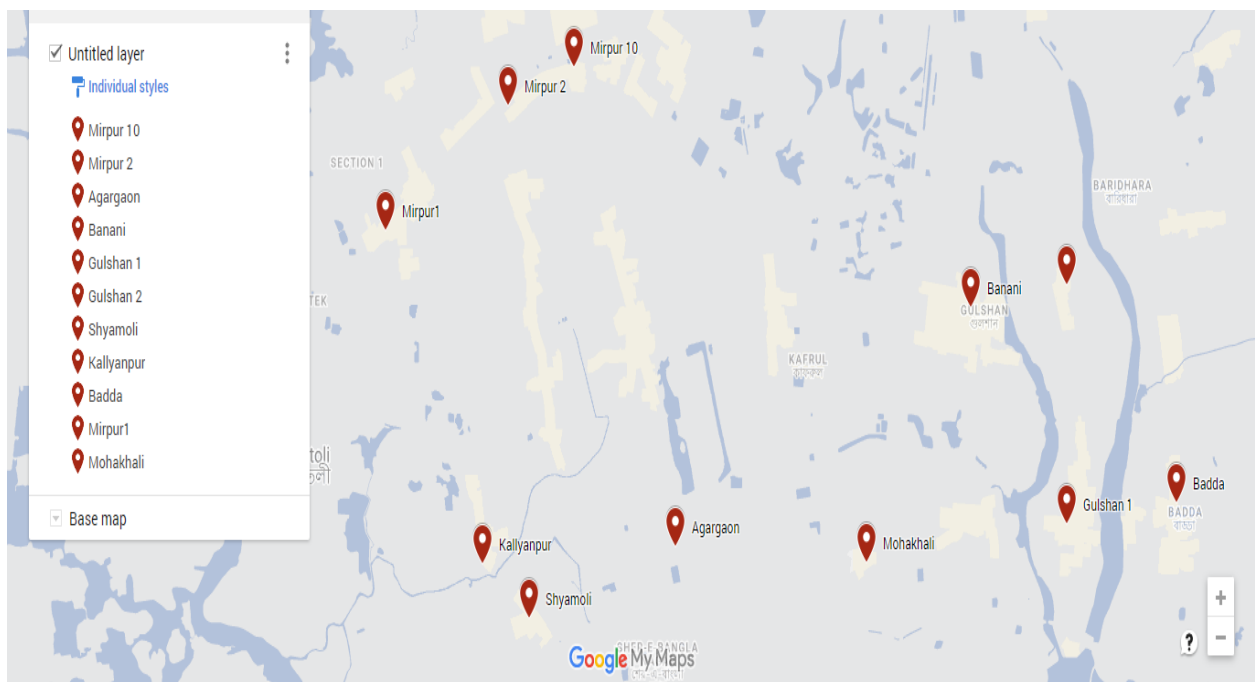 Untitled layer
Individual styles
Mirpur 10
Mirpur 2
Agargaon
Banani
Gulshan 1
Gulshan 2
Shyamoli
Kallyanpur
Badda
Mirpur1
Mohakhali
Base map
Mirpur 10
Mirpur 2
SECTION 1
Mirpur1
BARIDHARA
বারিধারা
TEK
Banani
GULSHAN
গুলশান
KAFRUL
কাফরুল
toli
Badda
BADDA
বাড্ডা
Gulshan 1
Agargaon
Mohakhali
Kallyanpur
Shyamoli
SHER-E-BANGLA
Google My Maps
?
+
−